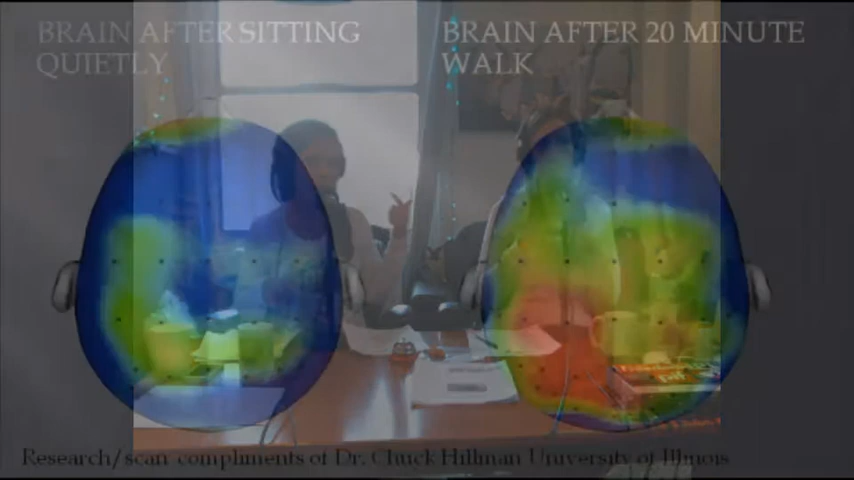 BRAIN AFTER SITTING
QUIETLY
BRAIN AFTER 20 MINUTE
WALK
Research/scan compliments of Dr. Chuck Hillman University of Illinois